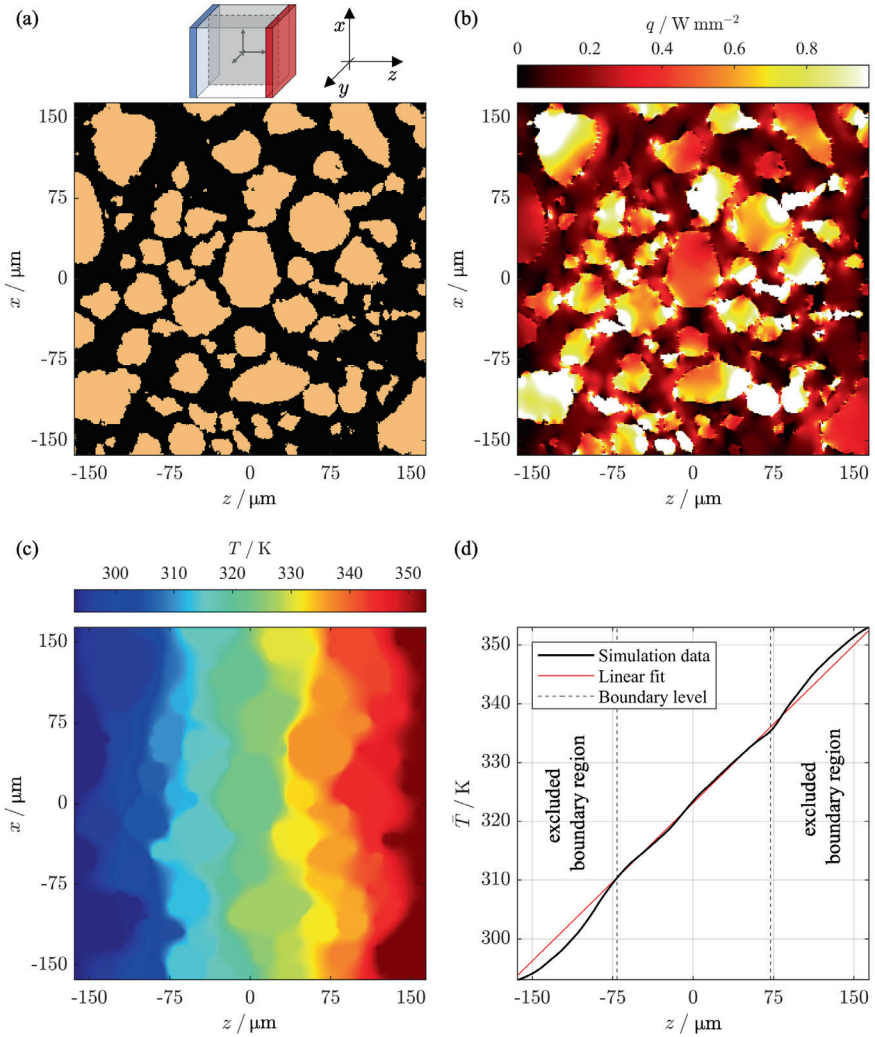 (a)
x
y
z
150
75
0
-75
-150
x / μm
-150 -75 0 75 150
z / μm
(b)
q / W mm⁻²
0 0.2 0.4 0.6 0.8
150
75
0
-75
-150
x / μm
-150 -75 0 75 150
z / μm
(c)
T / K
300 310 320 330 340 350
150
75
0
-75
-150
x / μm
-150 -75 0 75 150
z / μm
(d)
Simulation data
Linear fit
Boundary level
excluded
boundary region
excluded
boundary region
350
340
330
320
310
300
T̄ / K
-150 -75 0 75 150
z / μm